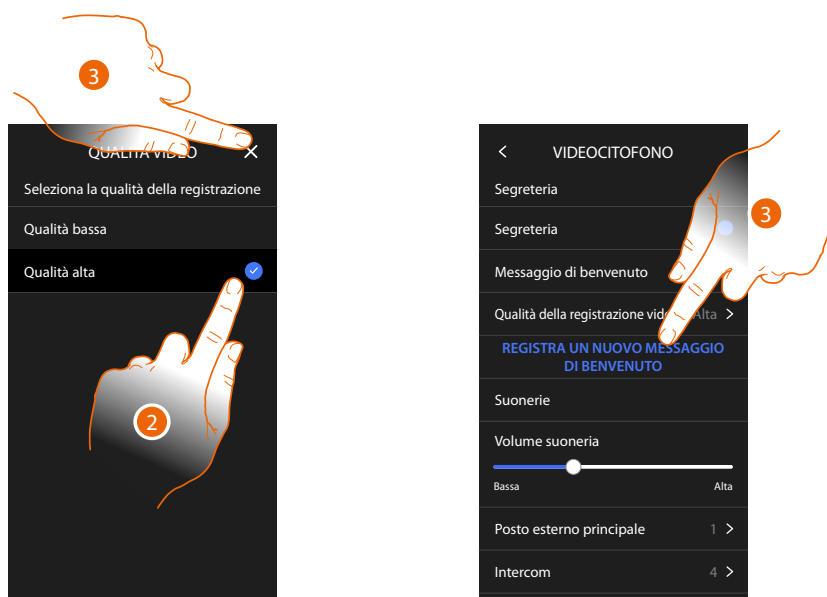 3
QUALITÀ VIDEO
Seleziona la qualità della registrazione
Qualità bassa
Qualità alta
2
VIDEOCITOFONO
Segreteria
3
Segreteria
Messaggio di benvenuto
Qualità della registrazione Alta
REGISTRA UN NUOVO MESSAGGIO
DI BENVENUTO
Suonerie
Volume suoneria
Bassa Alta
Posto esterno principale 1
Intercom 4